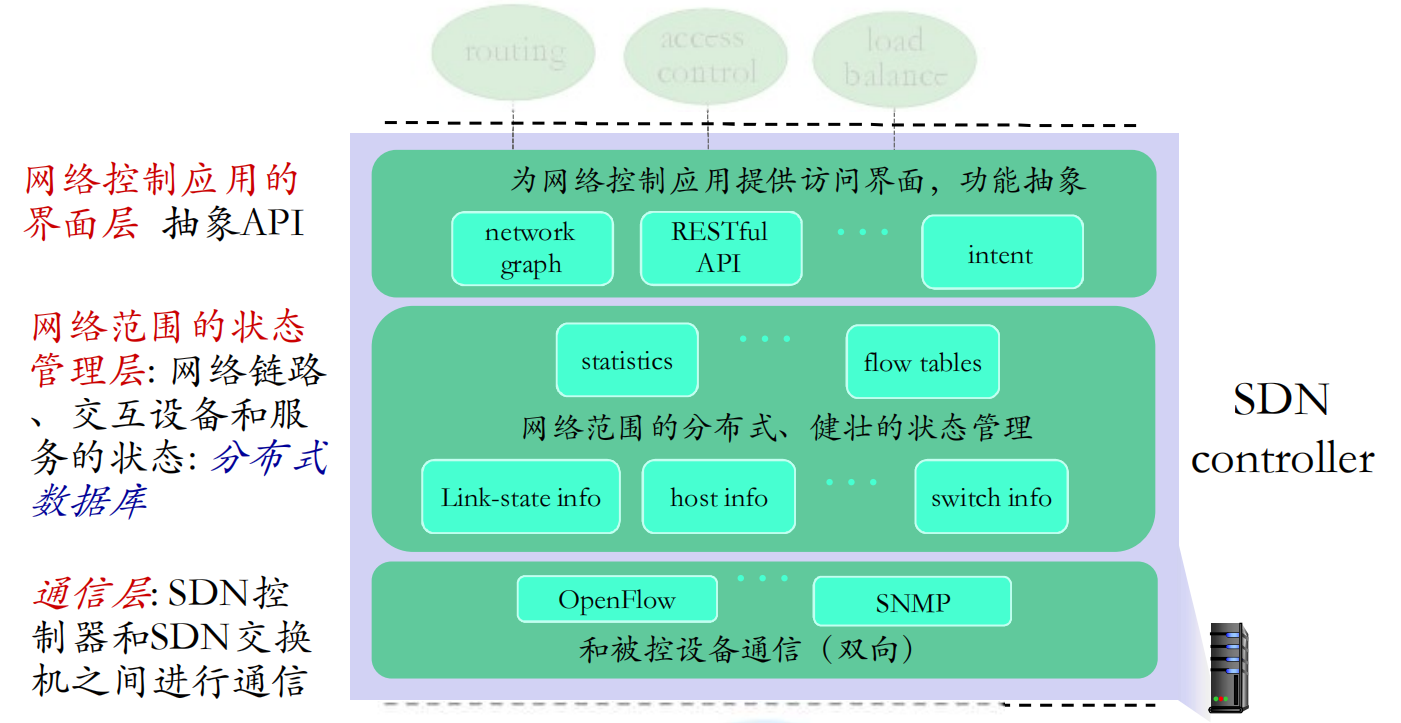 routing
access
control
load
balance
网络控制应用的
界面层 抽象API
为网络控制应用提供访问界面，功能抽象
network
graph
RESTful
API
intent
网络范围的状态
管理层: 网络链路
、交互设备和服
务的状态: 分布式
数据库
statistics
flow tables
网络范围的分布式、健壮的状态管理
Link-state info
host info
switch info
SDN
controller
通信层: SDN控
制器和SDN交换
机之间进行通信
OpenFlow
SNMP
和被控设备通信（双向）